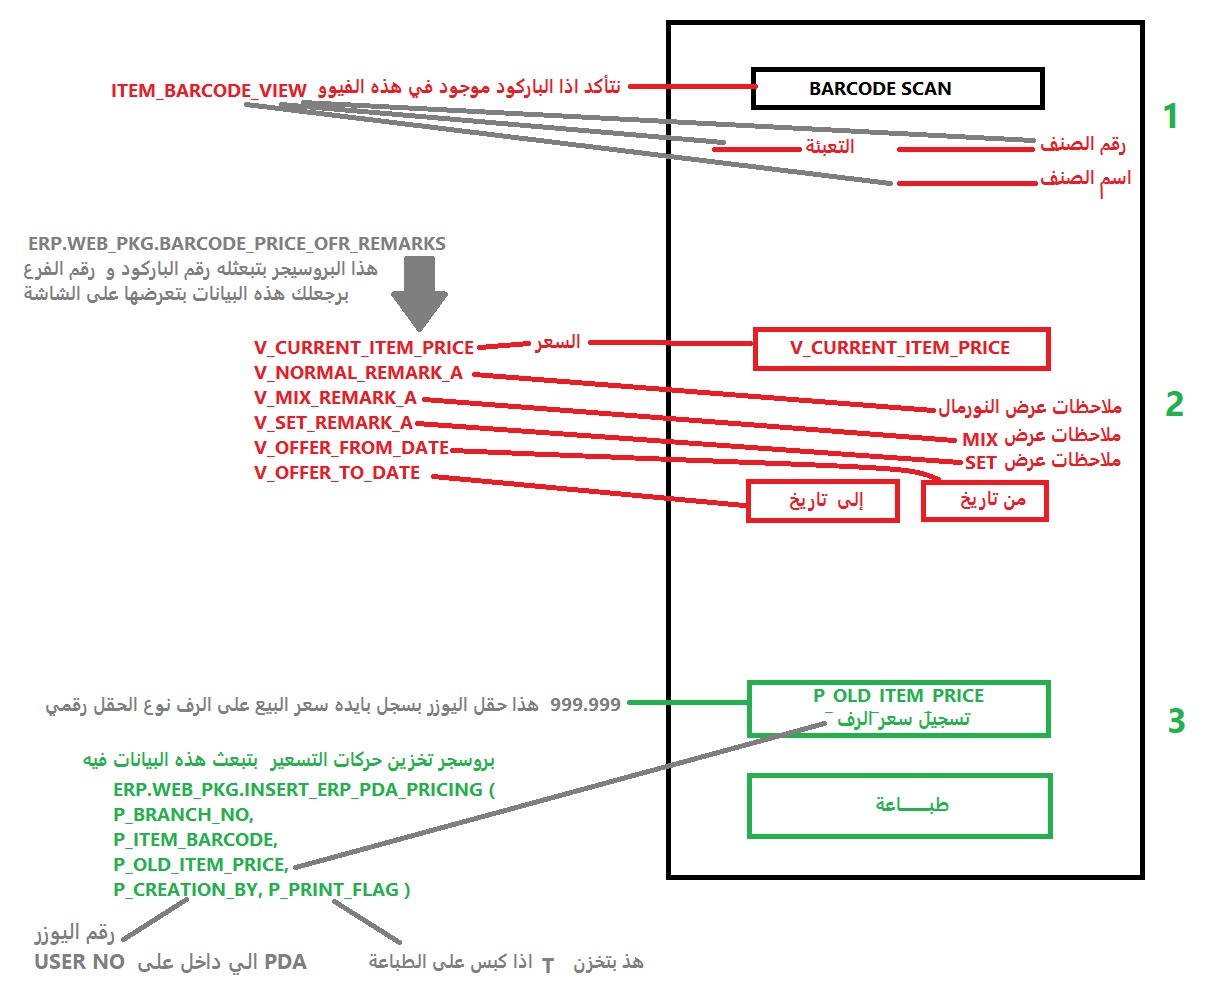 BARCODE SCAN
ITEM_BARCODE_VIEW نتأكد اذا الباركود موجود في هذه الفيوو
1
رقم الصنف
التعبئة
اسم الصنف
ERP.WEB_PKG.BARCODE_PRICE_OFR_REMARKS
هذا البروسيجر بتبعثله رقم الباركود و رقم الفرع
برجعلك هذه البيانات بتعرضها على الشاشة
V_CURRENT_ITEM_PRICE
السعر
V_CURRENT_ITEM_PRICE
V_NORMAL_REMARK_A
V_MIX_REMARK_A
V_SET_REMARK_A
V_OFFER_FROM_DATE
V_OFFER_TO_DATE
ملاحظات عرض النورمال
ملاحظات عرض MIX
ملاحظات عرض SET
من تاريخ
إلى تاريخ
2
P_OLD_ITEM_PRICE
تسجيل سعر الرف
999.999 هذا حقل اليوزر بسجل بايده سعر البيع على الرف نوع الحقل رقمي
3
طبـــــاعة
بروسجر تخزين حركات التسعير بتبعث هذه البيانات فيه
ERP.WEB_PKG.INSERT_ERP_PDA_PRICING (
P_BRANCH_NO,
P_ITEM_BARCODE,
P_OLD_ITEM_PRICE,
P_CREATION_BY, P_PRINT_FLAG )
رقم اليوزر
USER NO الي داخل على PDA
هذ بتخزن T اذا كبس على الطباعة